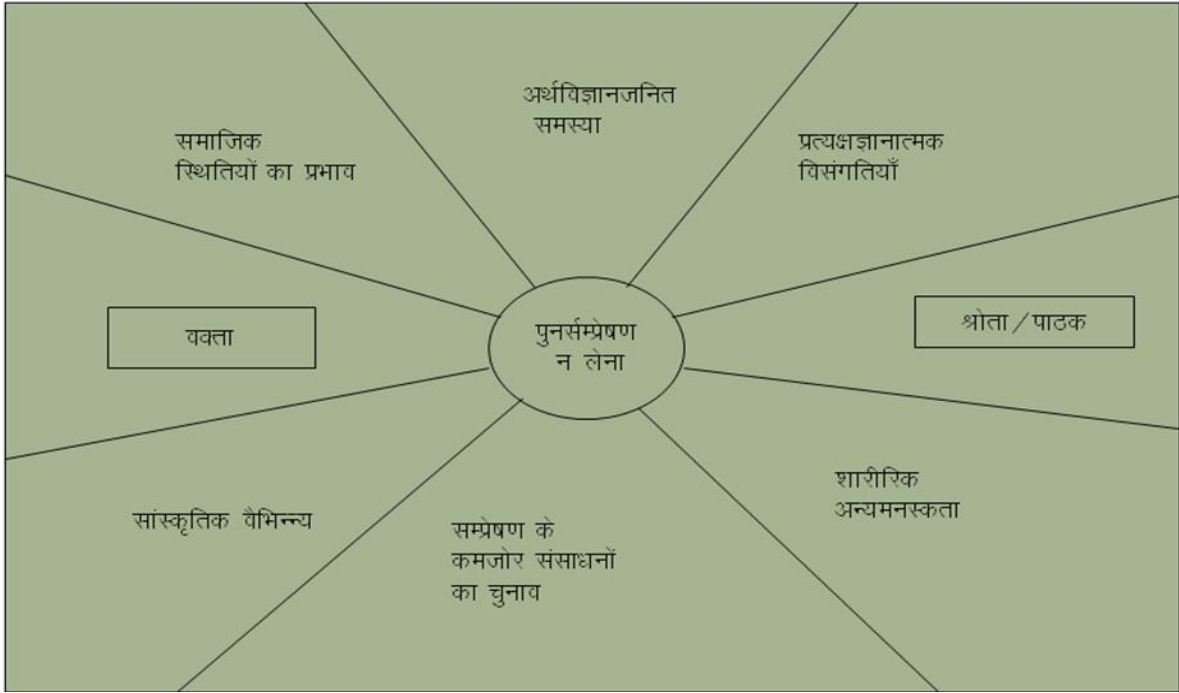 अर्थविज्ञानजनित
समस्या
समाजिक
स्थितियों का प्रभाव
प्रत्यक्षज्ञानात्मक
विसंगतियाँ
वक्ता
पुनर्सम्प्रेषण
न लेना
श्रोता/पाठक
सांस्कृतिक वैभिन्न्य
सम्प्रेषण के
कमजोर संसाधनों
का चुनाव
शारीरिक
अन्यमनस्कता